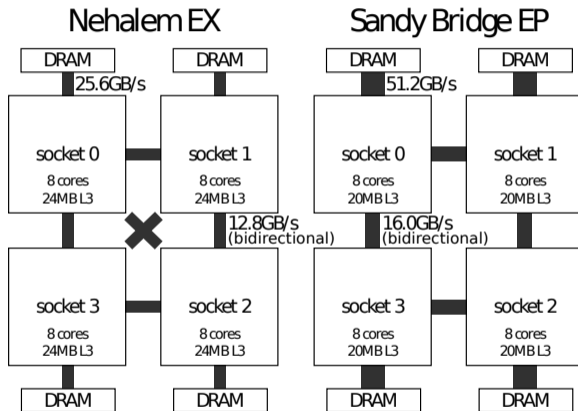 Nehalem EX
Sandy Bridge EP
DRAM
DRAM
DRAM
DRAM
25.6GB/s
51.2GB/s
socket 0
8 cores
24MB L3
socket 1
8 cores
24MB L3
socket 0
8 cores
20MB L3
socket 1
8 cores
20MB L3
12.8GB/s
(bidirectional)
16.0GB/s
(bidirectional)
socket 3
8 cores
24MB L3
socket 2
8 cores
24MB L3
socket 3
8 cores
20MB L3
socket 2
8 cores
20MB L3
DRAM
DRAM
DRAM
DRAM